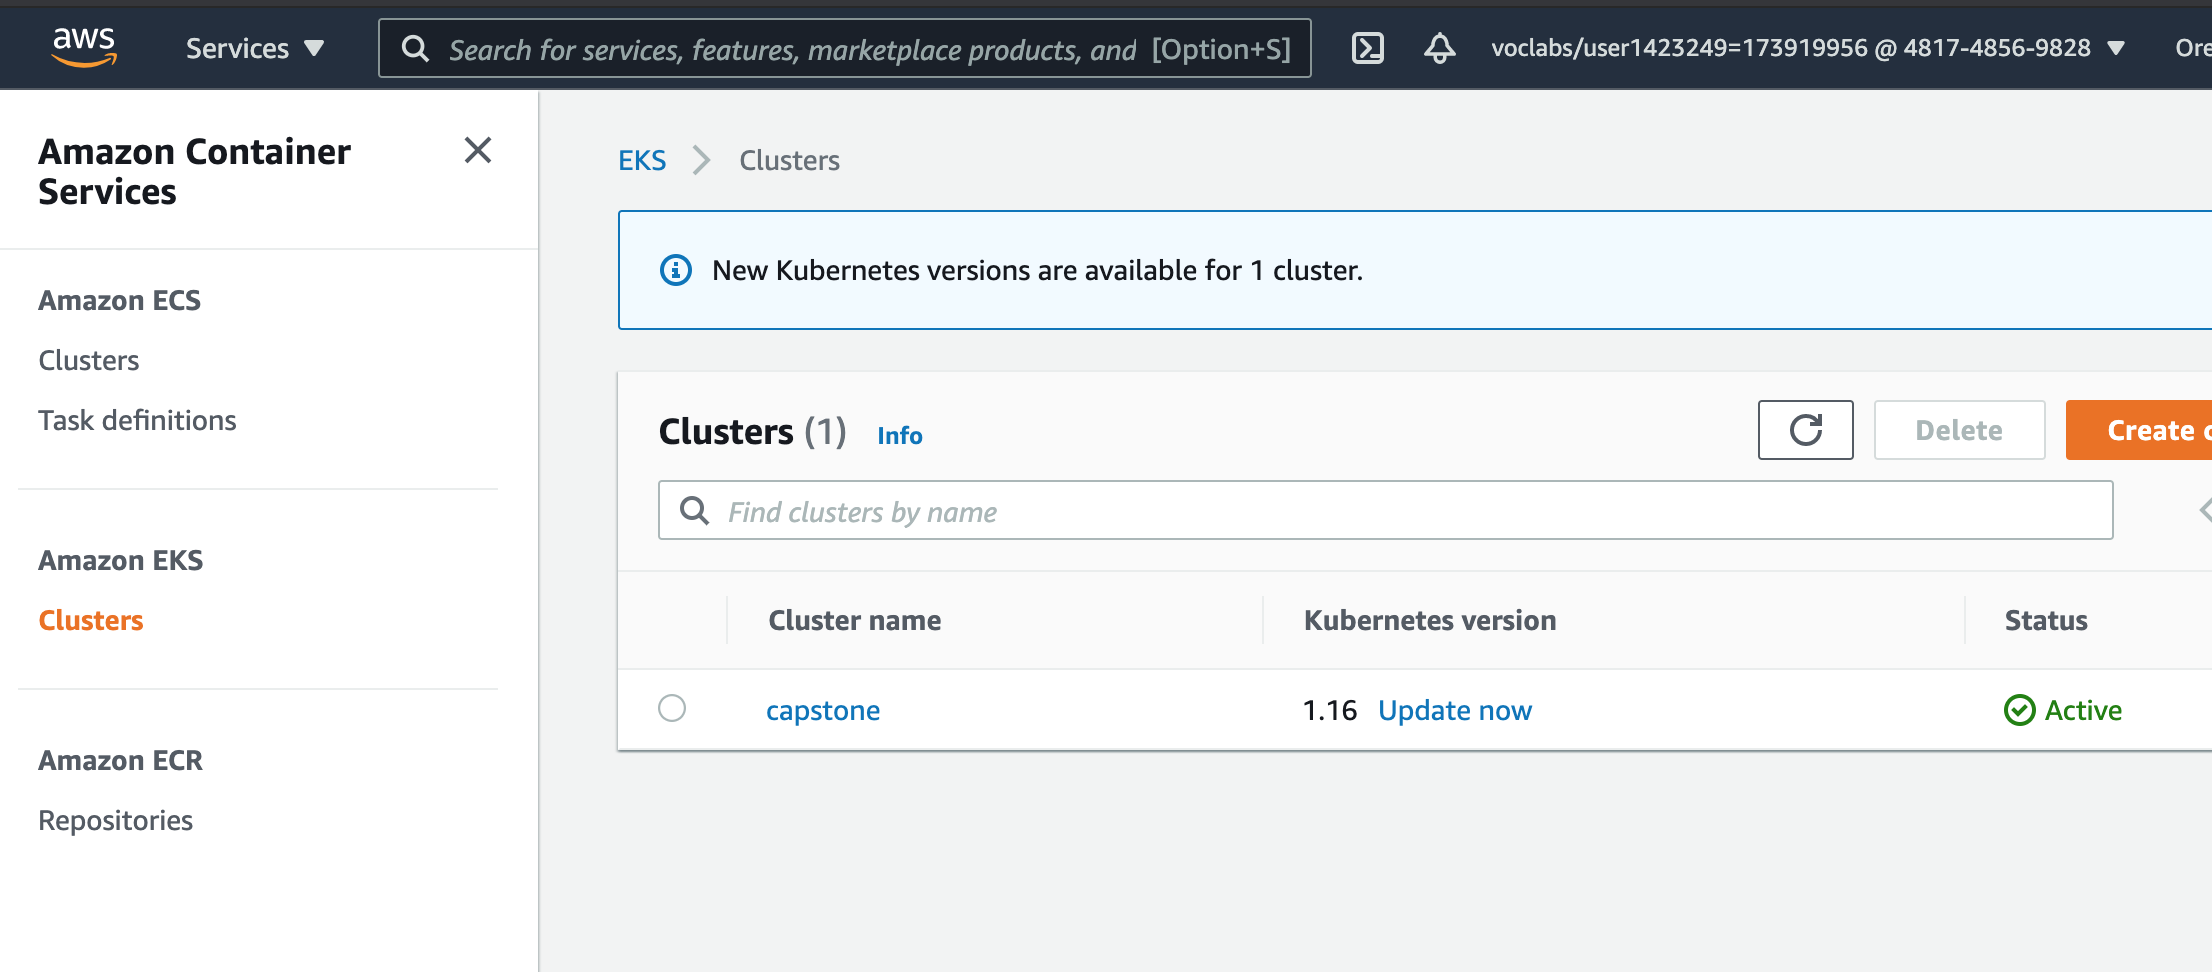 aws Services Search for services, features, marketplace products, and [Option+S] voclabs/user1423249=173919956 @ 4817-4856-9828 Ore
Amazon Container
Services
Amazon ECS
Clusters
Task definitions
Amazon EKS
Clusters
Amazon ECR
Repositories
EKS Clusters
New Kubernetes versions are available for 1 cluster.
Clusters (1) Info Delete Create c
Find clusters by name
Cluster name Kubernetes version Status
capstone 1.16 Update now Active